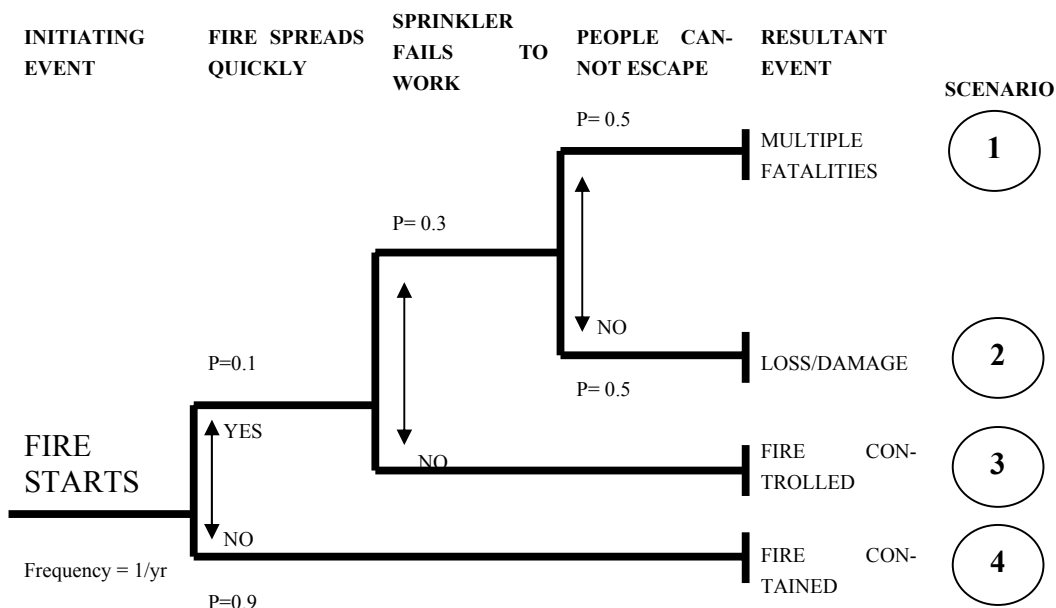 INITIATING
EVENT
FIRE SPREADS
QUICKLY
SPRINKLER
FAILS TO
WORK
PEOPLE CAN-
NOT ESCAPE
RESULTANT
EVENT
SCENARIO
P= 0.5
MULTIPLE
FATALITIES
1
P= 0.3
NO
P=0.1
LOSS/DAMAGE
2
P= 0.5
YES
FIRE
STARTS
NO
FIRE CON-
TROLLED
3
NO
Frequency = 1/yr
FIRE CON-
TAINED
4
P=0.9